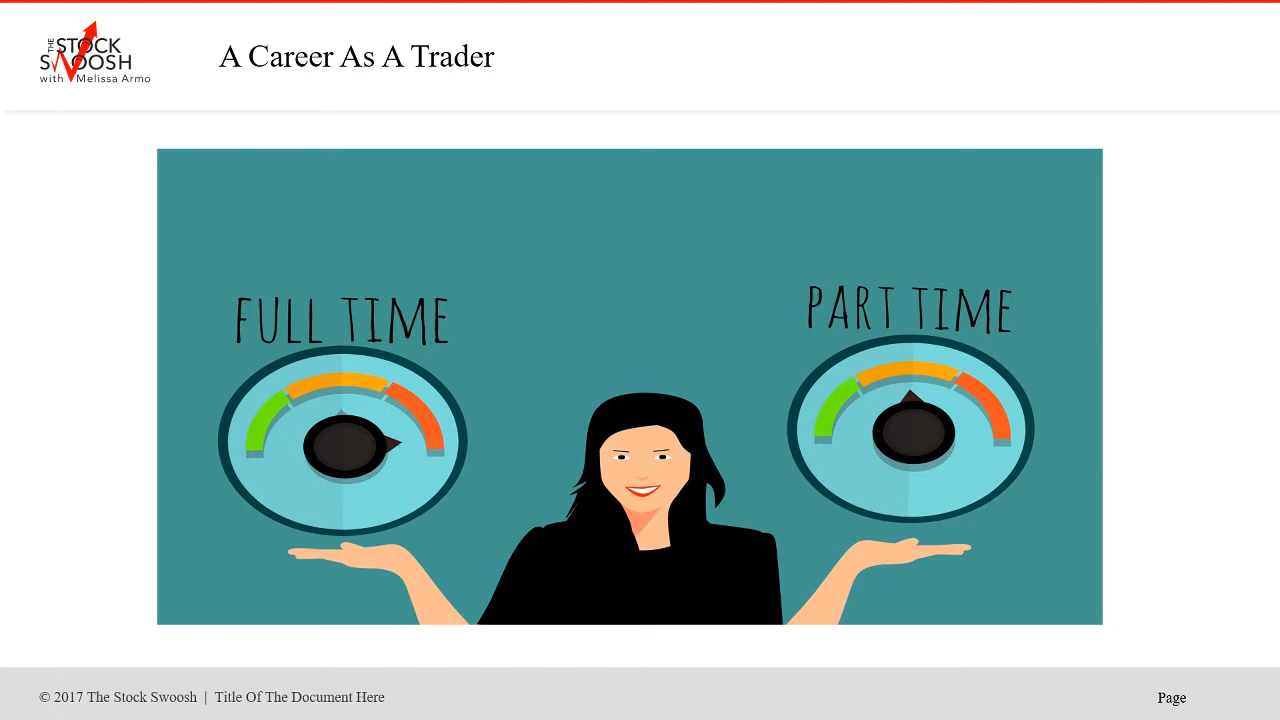 THE STOCK
SWOOSH
with Melissa Armo
A Career As A Trader
FULL TIME
PART TIME
© 2017 The Stock Swoosh | Title Of The Document Here
Page